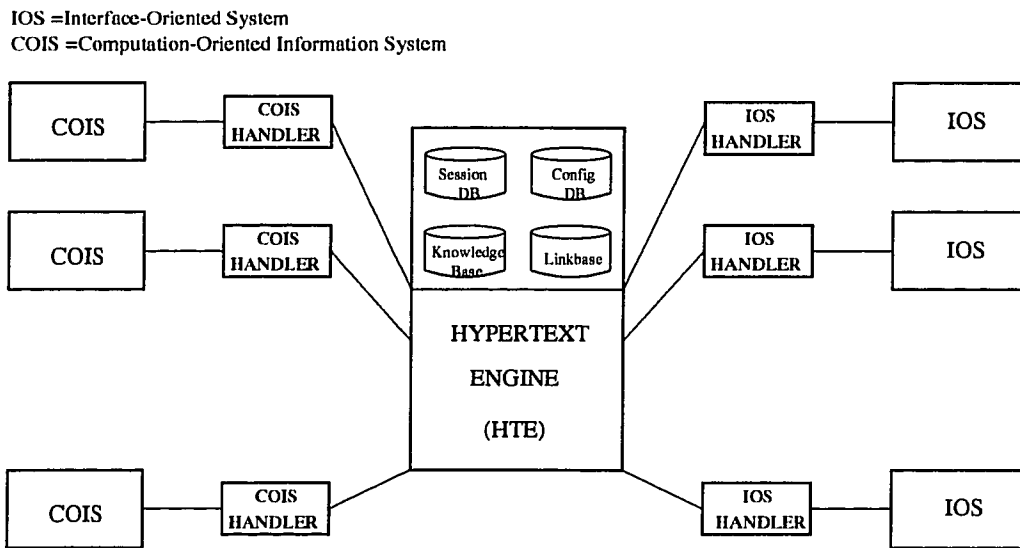 IOS =Interface-Oriented System
COIS =Computation-Oriented Information System
COIS
COIS
HANDLER
IOS
HANDLER
IOS
Session
DB
Config
DB
COIS
COIS
HANDLER
Knowledge
Base
Linkbase
IOS
HANDLER
IOS
HYPERTEXT
ENGINE
(HTE)
COIS
COIS
HANDLER
IOS
HANDLER
IOS